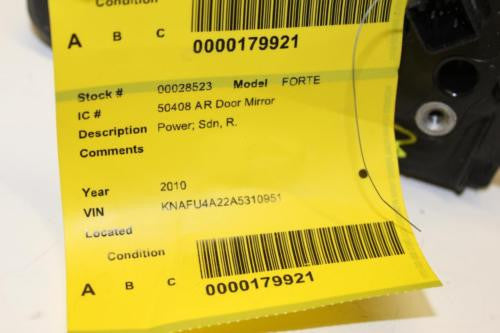 Condition
A B C
0000179921
Stock # 00028523 Model FORTE
IC # 50408 AR Door Mirror
Description Power; Sdn, R.
Comments
Year 2010
VIN KNAFU4A22A5310951
Located
Condition
A B C
0000179921